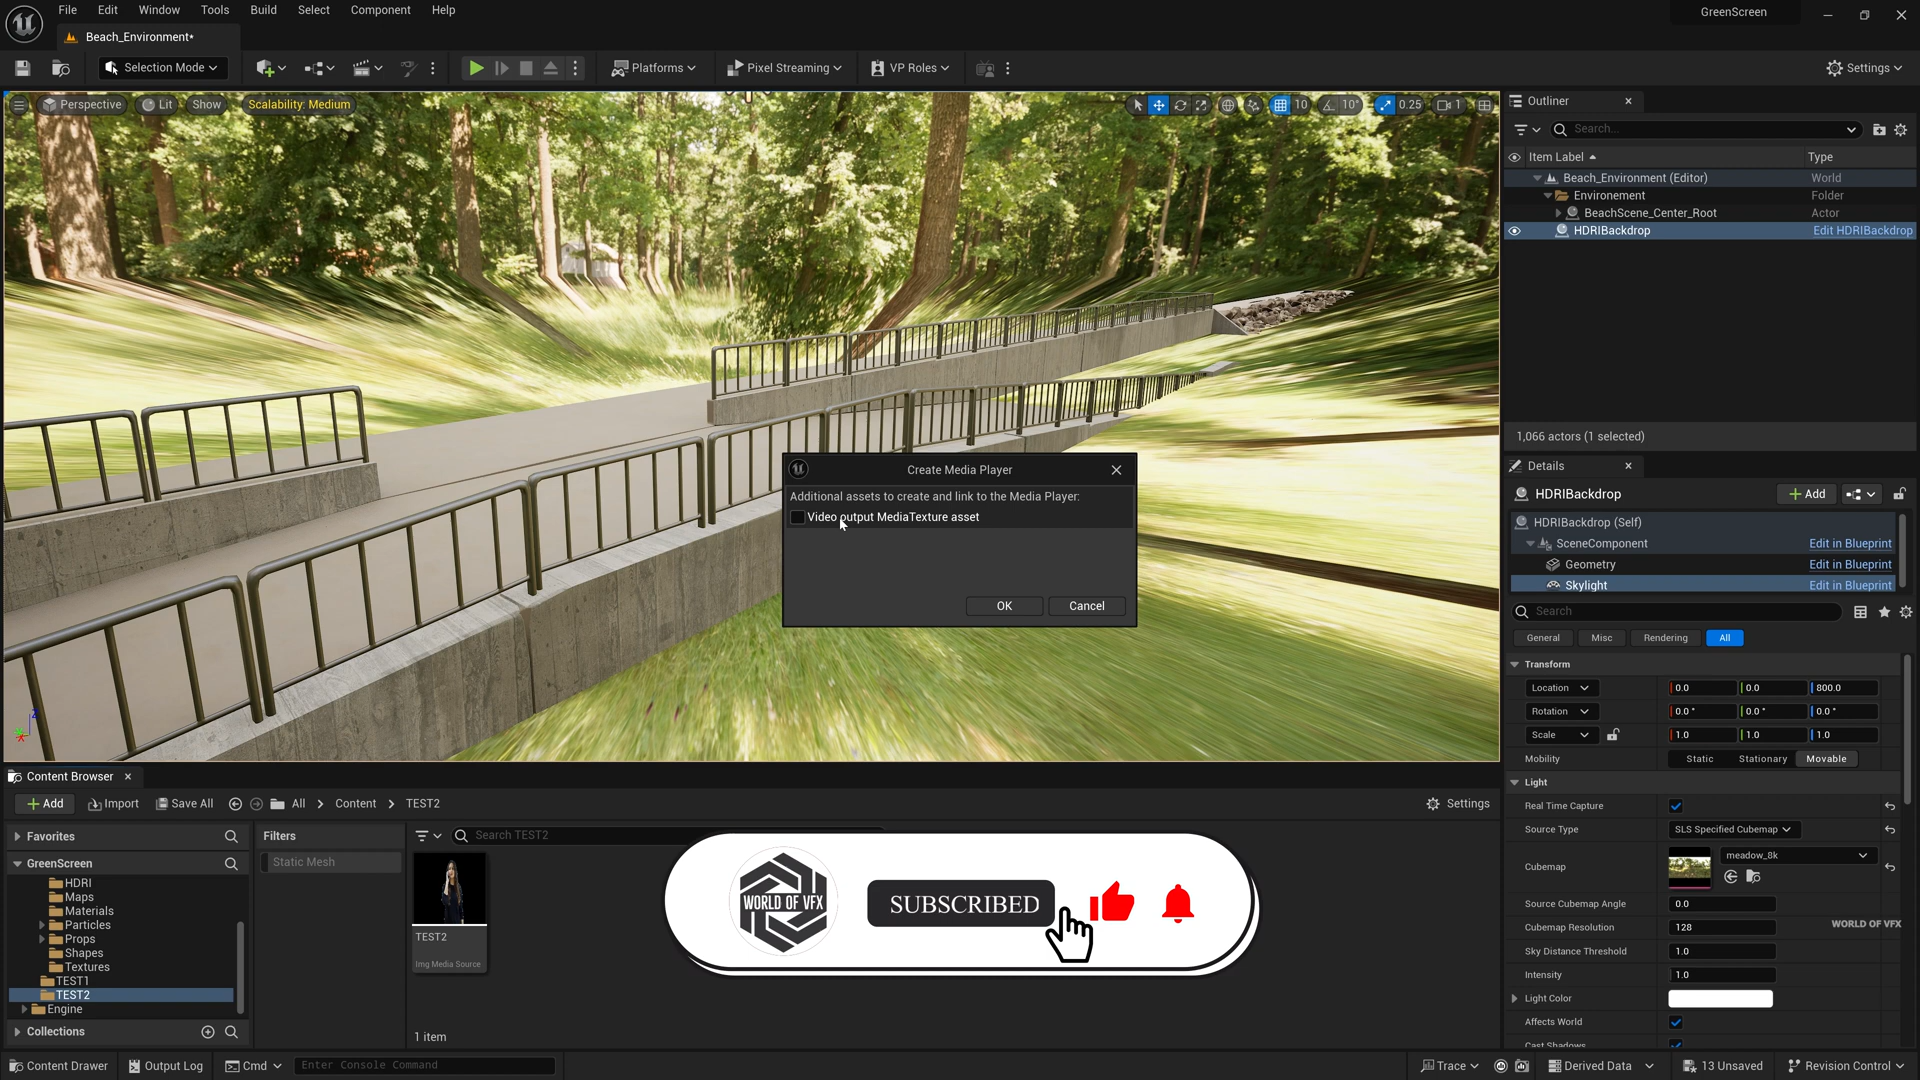 File Edit Window Tools Build Select Actor Component Help
GreenScreen
Beach_Environment*
Selection Mode Platforms Pixel Streaming VP Roles Settings
Perspective Lit Show Scalability: Medium 10 10° 0.25 1
Outliner
Search...
Item Label Type
Beach_Environment (Editor) World
Environement Folder
BeachScene_Center_Root Actor
HDRIBackdrop Edit HDRIBackdrop
1,066 actors (1 selected)
Create Media Player
Additional assets to create and link to the Media Player:
Video output MediaTexture asset
OK Cancel
Details
HDRIBackdrop Add
HDRIBackdrop (Self)
SceneComponent Edit in Blueprint
Geometry Edit in Blueprint
Skylight Edit in Blueprint
Search
General Misc Rendering All
Transform
Location 0.0 0.0 800.0
Rotation 0.0 ° 0.0 ° 0.0 °
Scale 1.0 1.0 1.0
Mobility Static Stationary Movable
Light
Real Time Capture
Source Type SLS Specified Cubemap
Cubemap meadow_8k
Source Cubemap Angle 0.0
Cubemap Resolution 128
Sky Distance Threshold 1.0
Intensity 1.0
Light Color
Affects World
Cast Shadows
WORLD OF VFX
Content Browser
Add Import Save All All Content TEST2 Settings
Favorites
GreenScreen
HDRI
Maps
Materials
Particles
Props
Shapes
Textures
TEST1
TEST2
Engine
Collections
Filters
Static Mesh
Search TEST2
TEST2
Img Media Source
1 item
WORLD OF VFX
SUBSCRIBED
Content Drawer Output Log Cmd Enter Console Command Trace Derived Data 13 Unsaved Revision Control